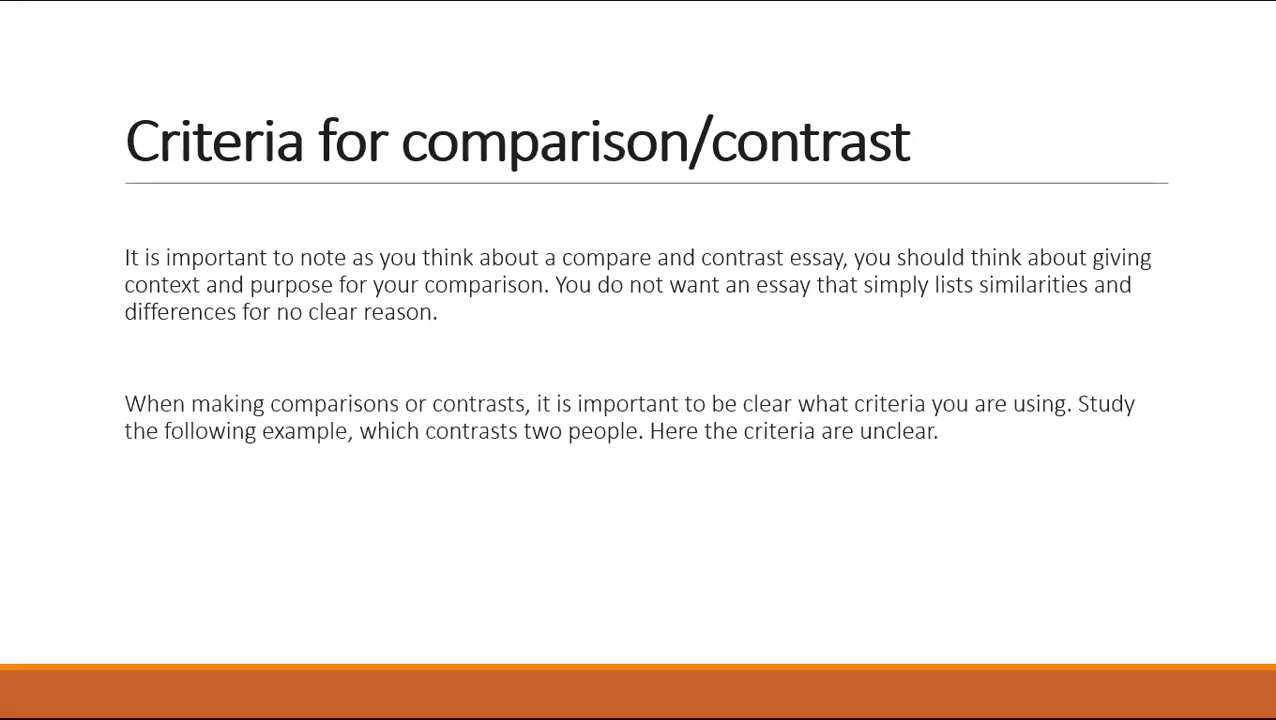 Criteria for comparison/contrast
It is important to note as you think about a compare and contrast essay, you should think about giving
context and purpose for your comparison. You do not want an essay that simply lists similarities and
differences for no clear reason.
When making comparisons or contrasts, it is important to be clear what criteria you are using. Study
the following example, which contrasts two people. Here the criteria are unclear.